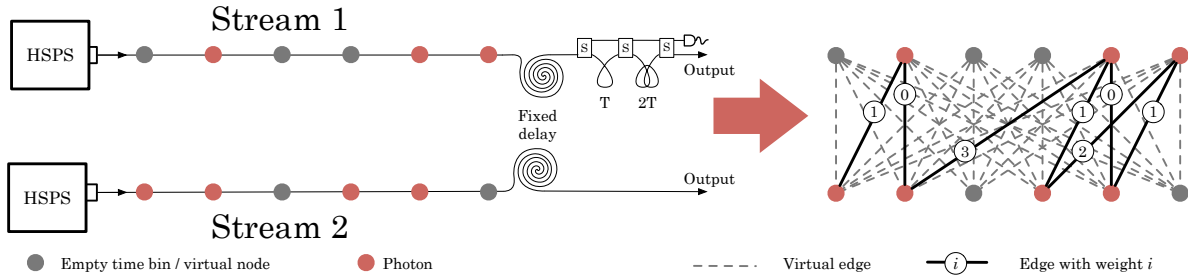 Stream 1
HSPS
S
S
S
Output
T
2T
Fixed
delay
HSPS
Output
Stream 2
1
0
1
0
1
3
2
Empty time bin / virtual node
Photon
Virtual edge
i
Edge with weight i